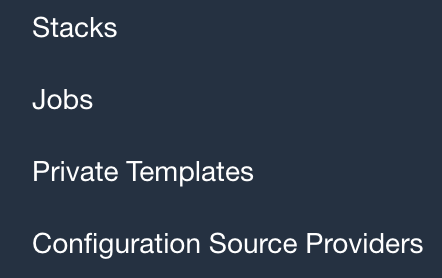 Stacks
Jobs
Private Templates
Configuration Source Providers